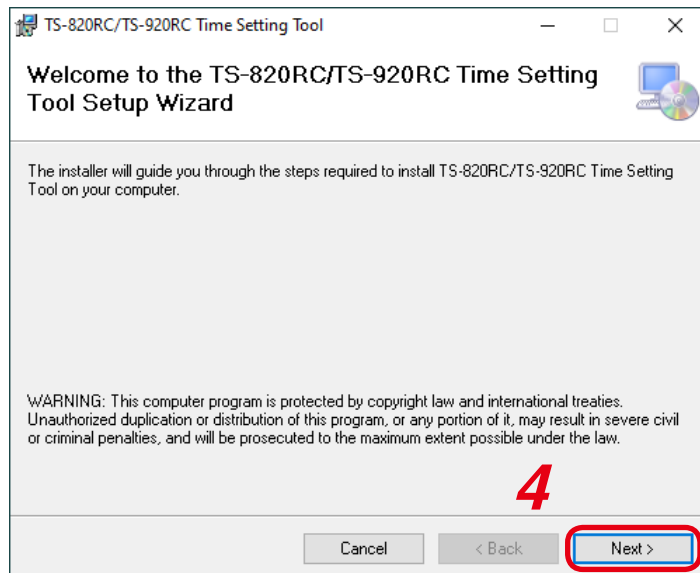 TS-820RC/TS-920RC Time Setting Tool
Welcome to the TS-820RC/TS-920RC Time Setting
Tool Setup Wizard
The installer will guide you through the steps required to install TS-820RC/TS-920RC Time Setting
Tool on your computer.
WARNING: This computer program is protected by copyright law and international treaties.
Unauthorized duplication or distribution of this program, or any portion of it, may result in severe civil
or criminal penalties, and will be prosecuted to the maximum extent possible under the law.
4
Cancel < Back Next >